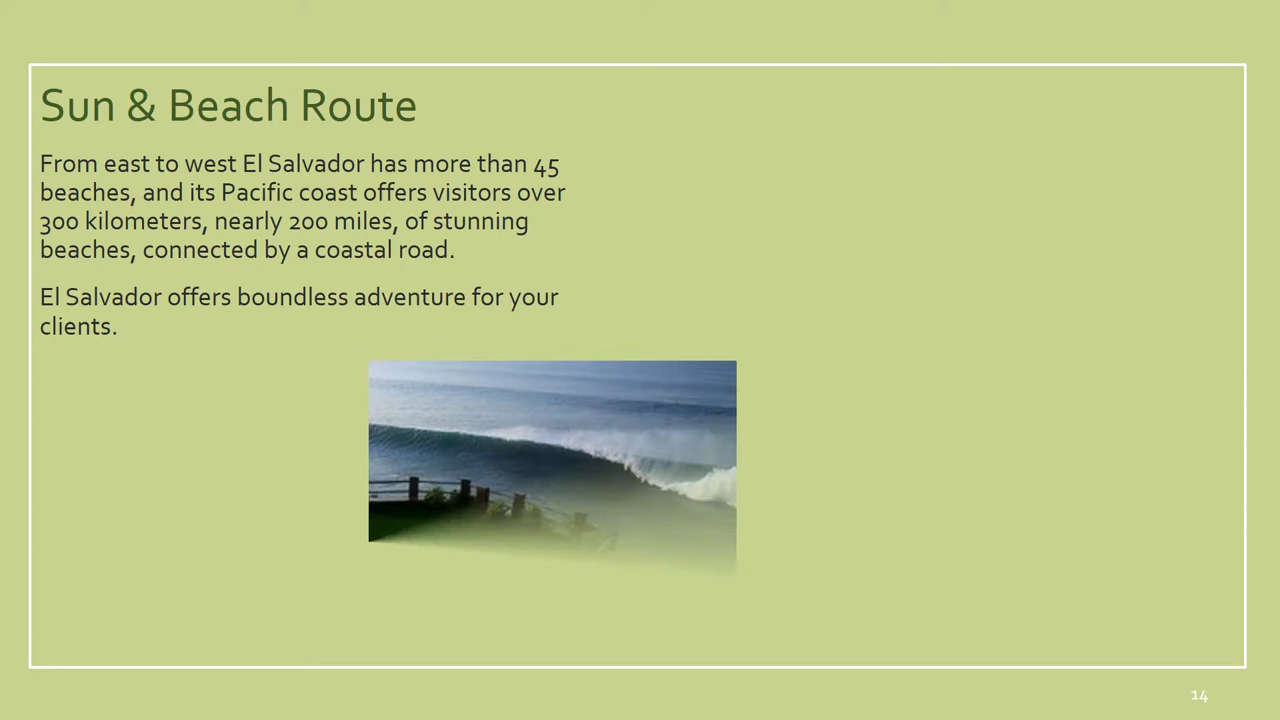 Sun & Beach Route
From east to west El Salvador has more than 45
beaches, and its Pacific coast offers visitors over
300 kilometers, nearly 200 miles, of stunning
beaches, connected by a coastal road.
El Salvador offers boundless adventure for your
clients.
14